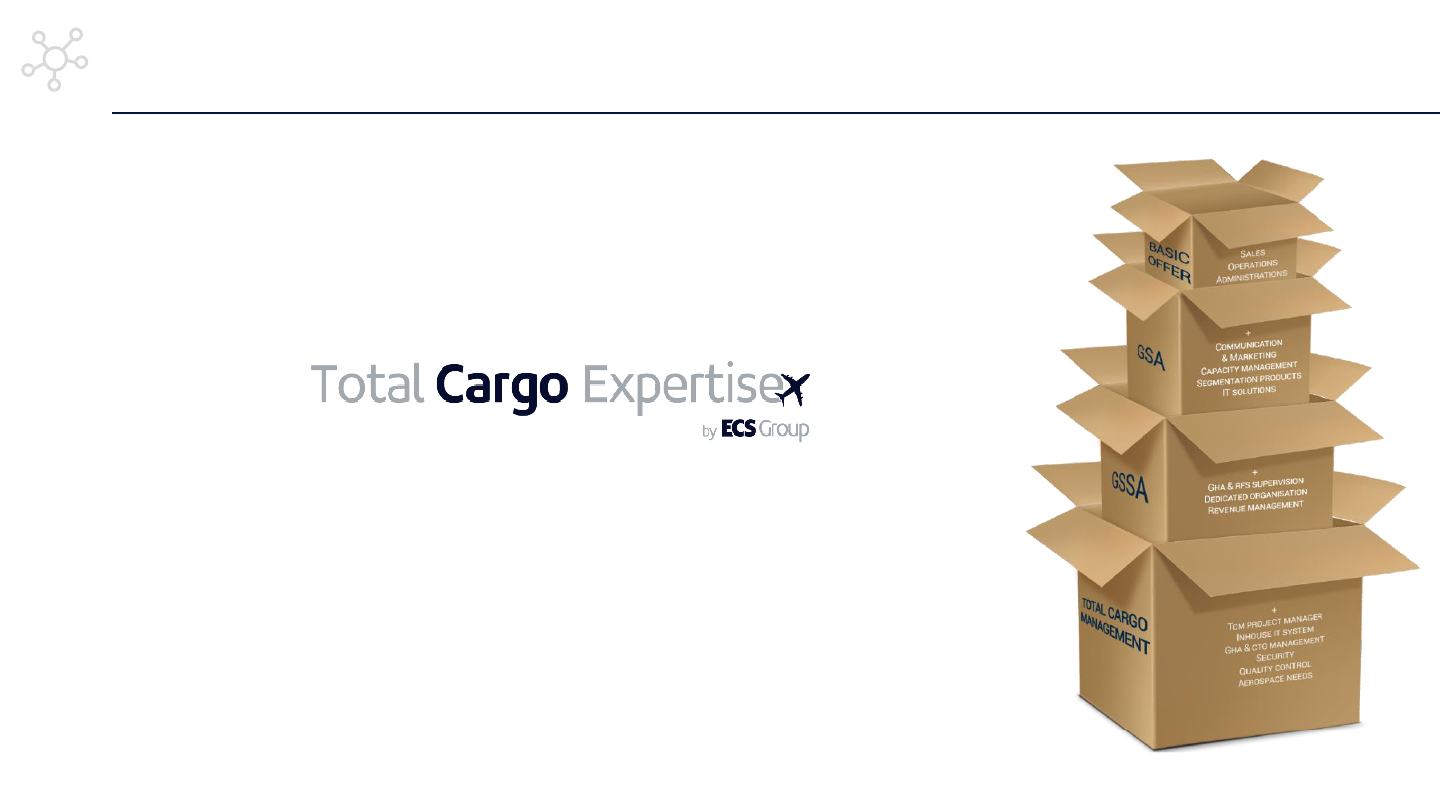 Total Cargo Expertise
by ECS Group
BASIC
OFFER
SALES
OPERATIONS
ADMINISTRATIONS
GSA
+
COMMUNICATION
& MARKETING
CAPACITY MANAGEMENT
SEGMENTATION PRODUCTS
IT SOLUTIONS
GSSA
+
GHA & RFS SUPERVISION
DEDICATED ORGANISATION
REVENUE MANAGEMENT
TOTAL CARGO
MANAGEMENT
+
TCM PROJECT MANAGER
INHOUSE IT SYSTEM
GHA & CTO MANAGEMENT
SECURITY
QUALITY CONTROL
AEROSPACE NEEDS